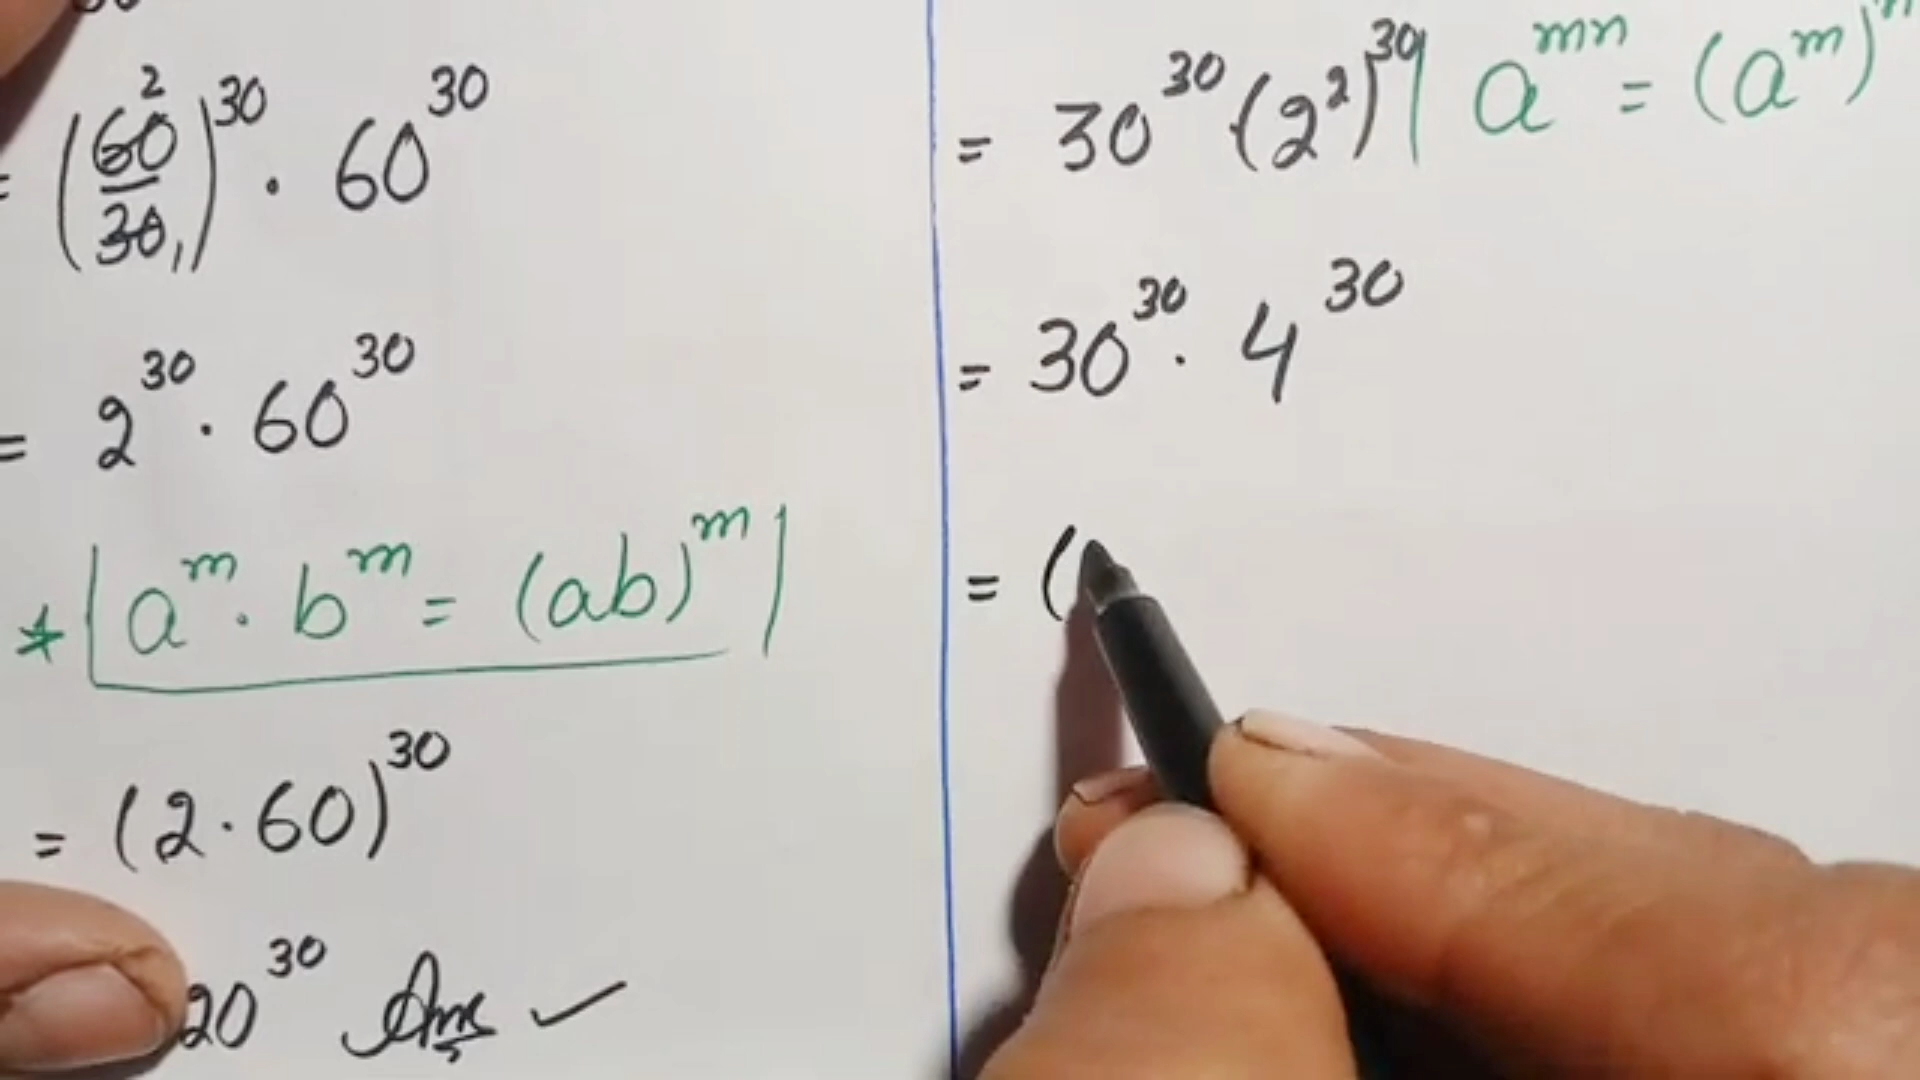 = (60/30)^30 · 60^30
= 2^30 · 60^30
* a^m · b^m = (ab)^m
= (2·60)^30
20^30 Ans ✓
= 30^30 · (2^2)^30 | a^mn = (a^m)^n
= 30^30 · 4^30
= (